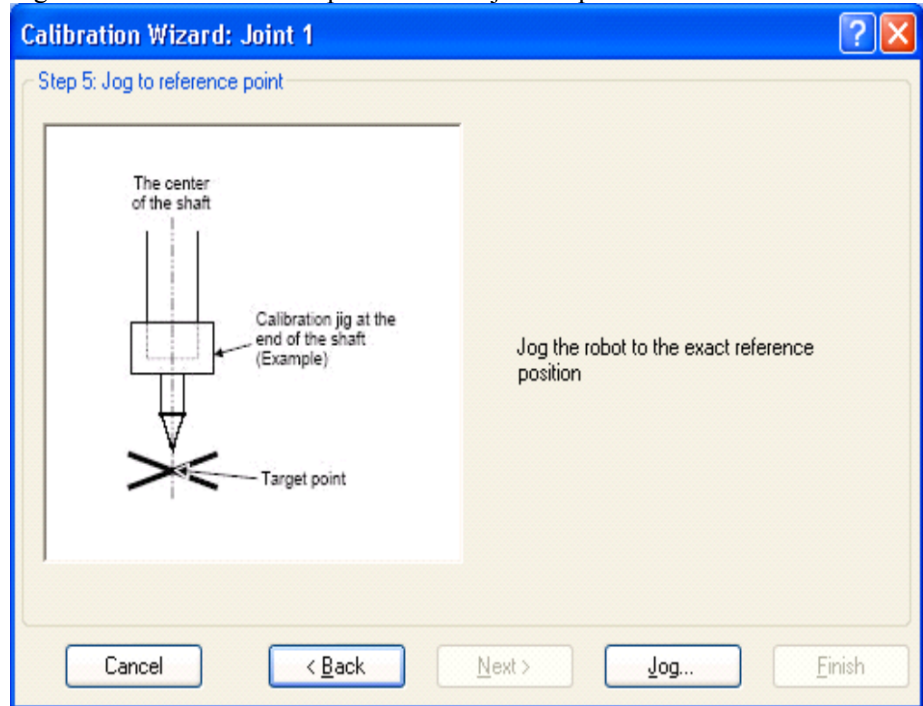 Calibration Wizard: Joint 1
Step 5: Jog to reference point
The center
of the shaft
Calibration jig at the
end of the shaft
(Example)
Target point
Jog the robot to the exact reference
position
Cancel
< Back
Next >
Jog...
Finish